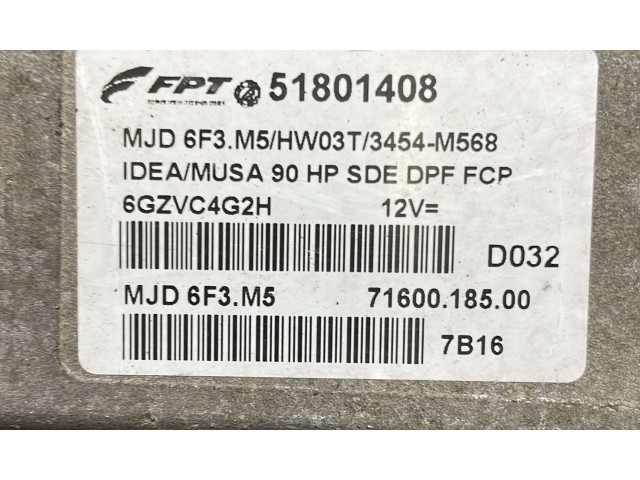 FPT 51801408
MJD 6F3.M5/HW03T/3454-M568
IDEA/MUSA 90 HP SDE DPF FCP
6GZVC4G2H 12V=
D032
MJD 6F3.M5 71600.185.00
7B16